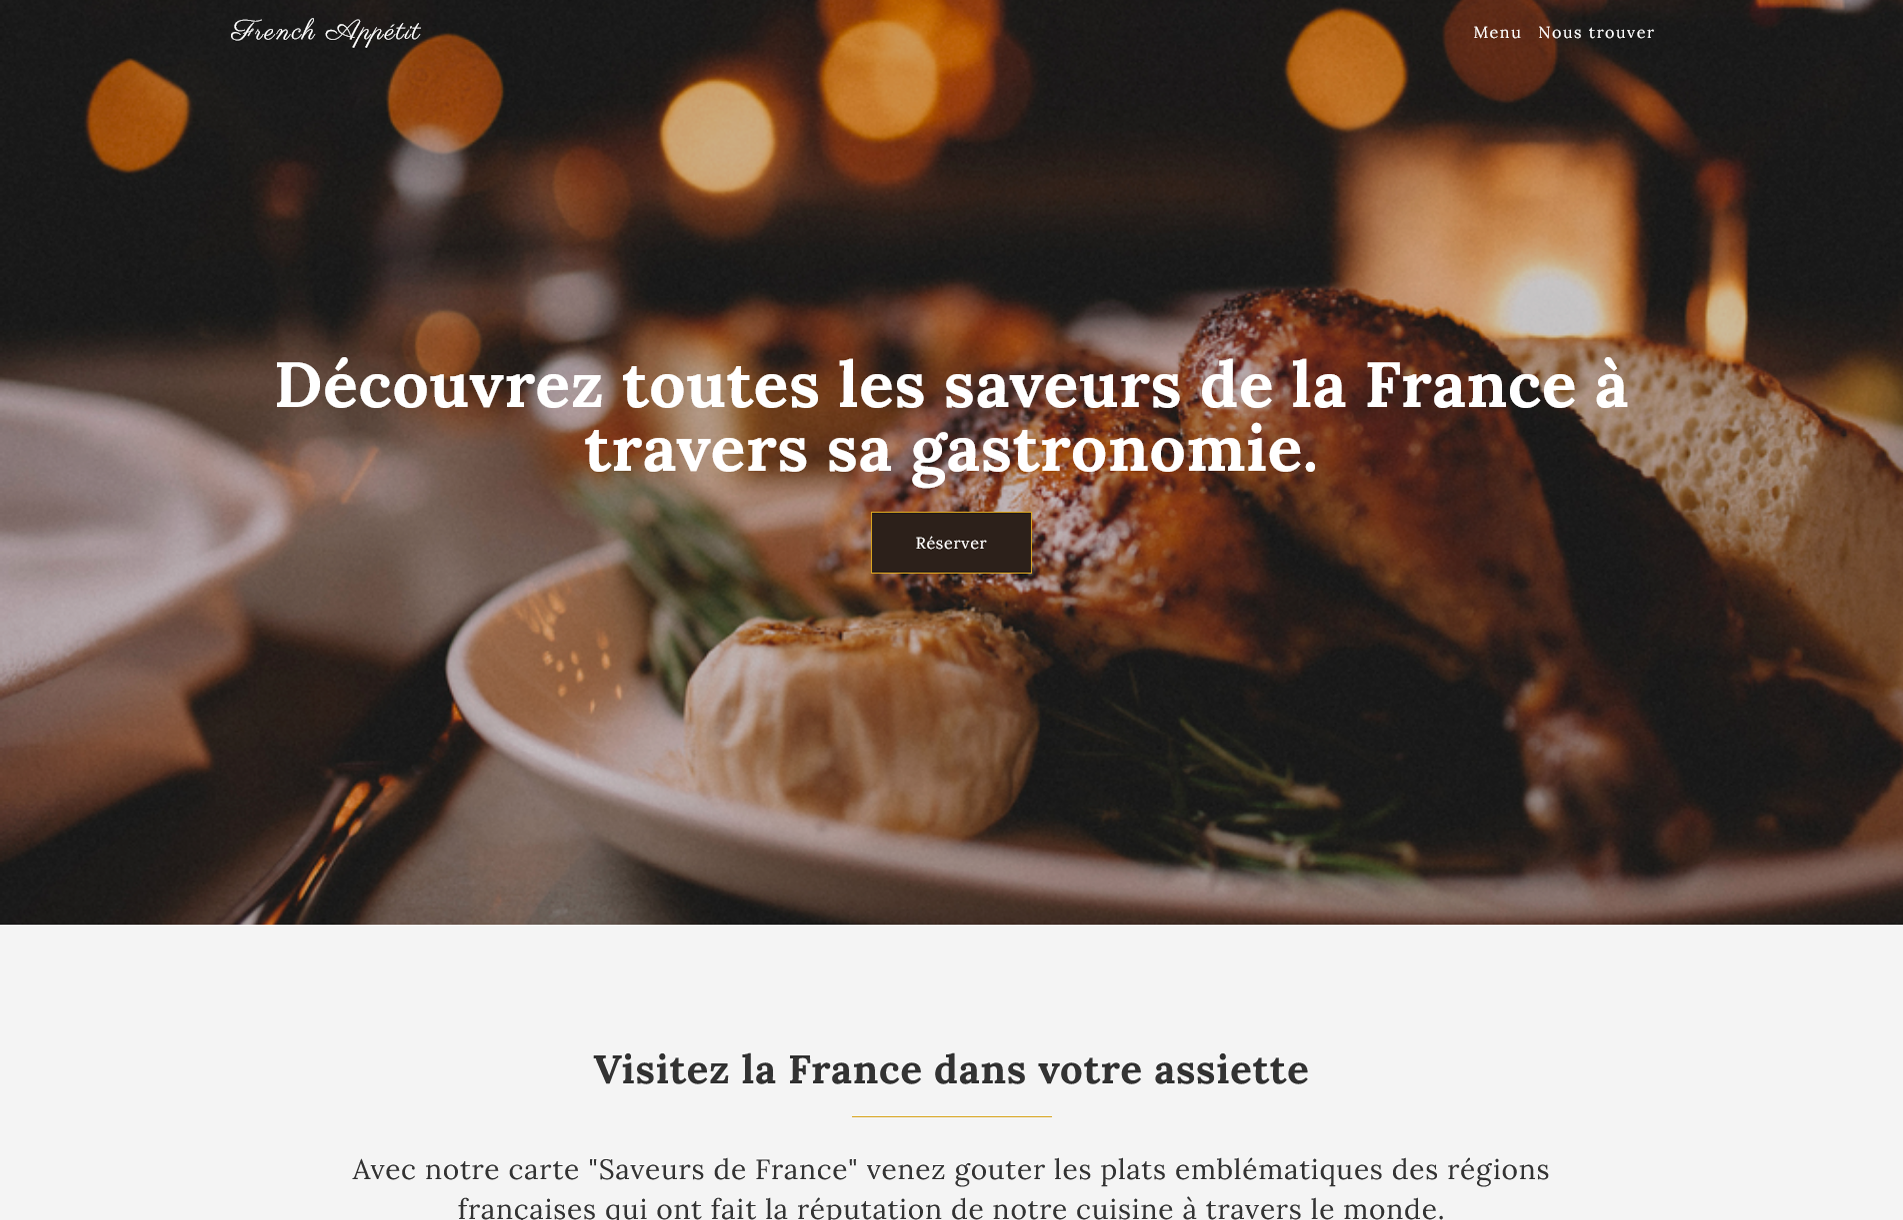 French Appétit
Menu Nous trouver
Découvrez toutes les saveurs de la France à
travers sa gastronomie.
Réserver
Visitez la France dans votre assiette
Avec notre carte "Saveurs de France" venez gouter les plats emblématiques des régions
françaises qui ont fait la réputation de notre cuisine à travers le monde.